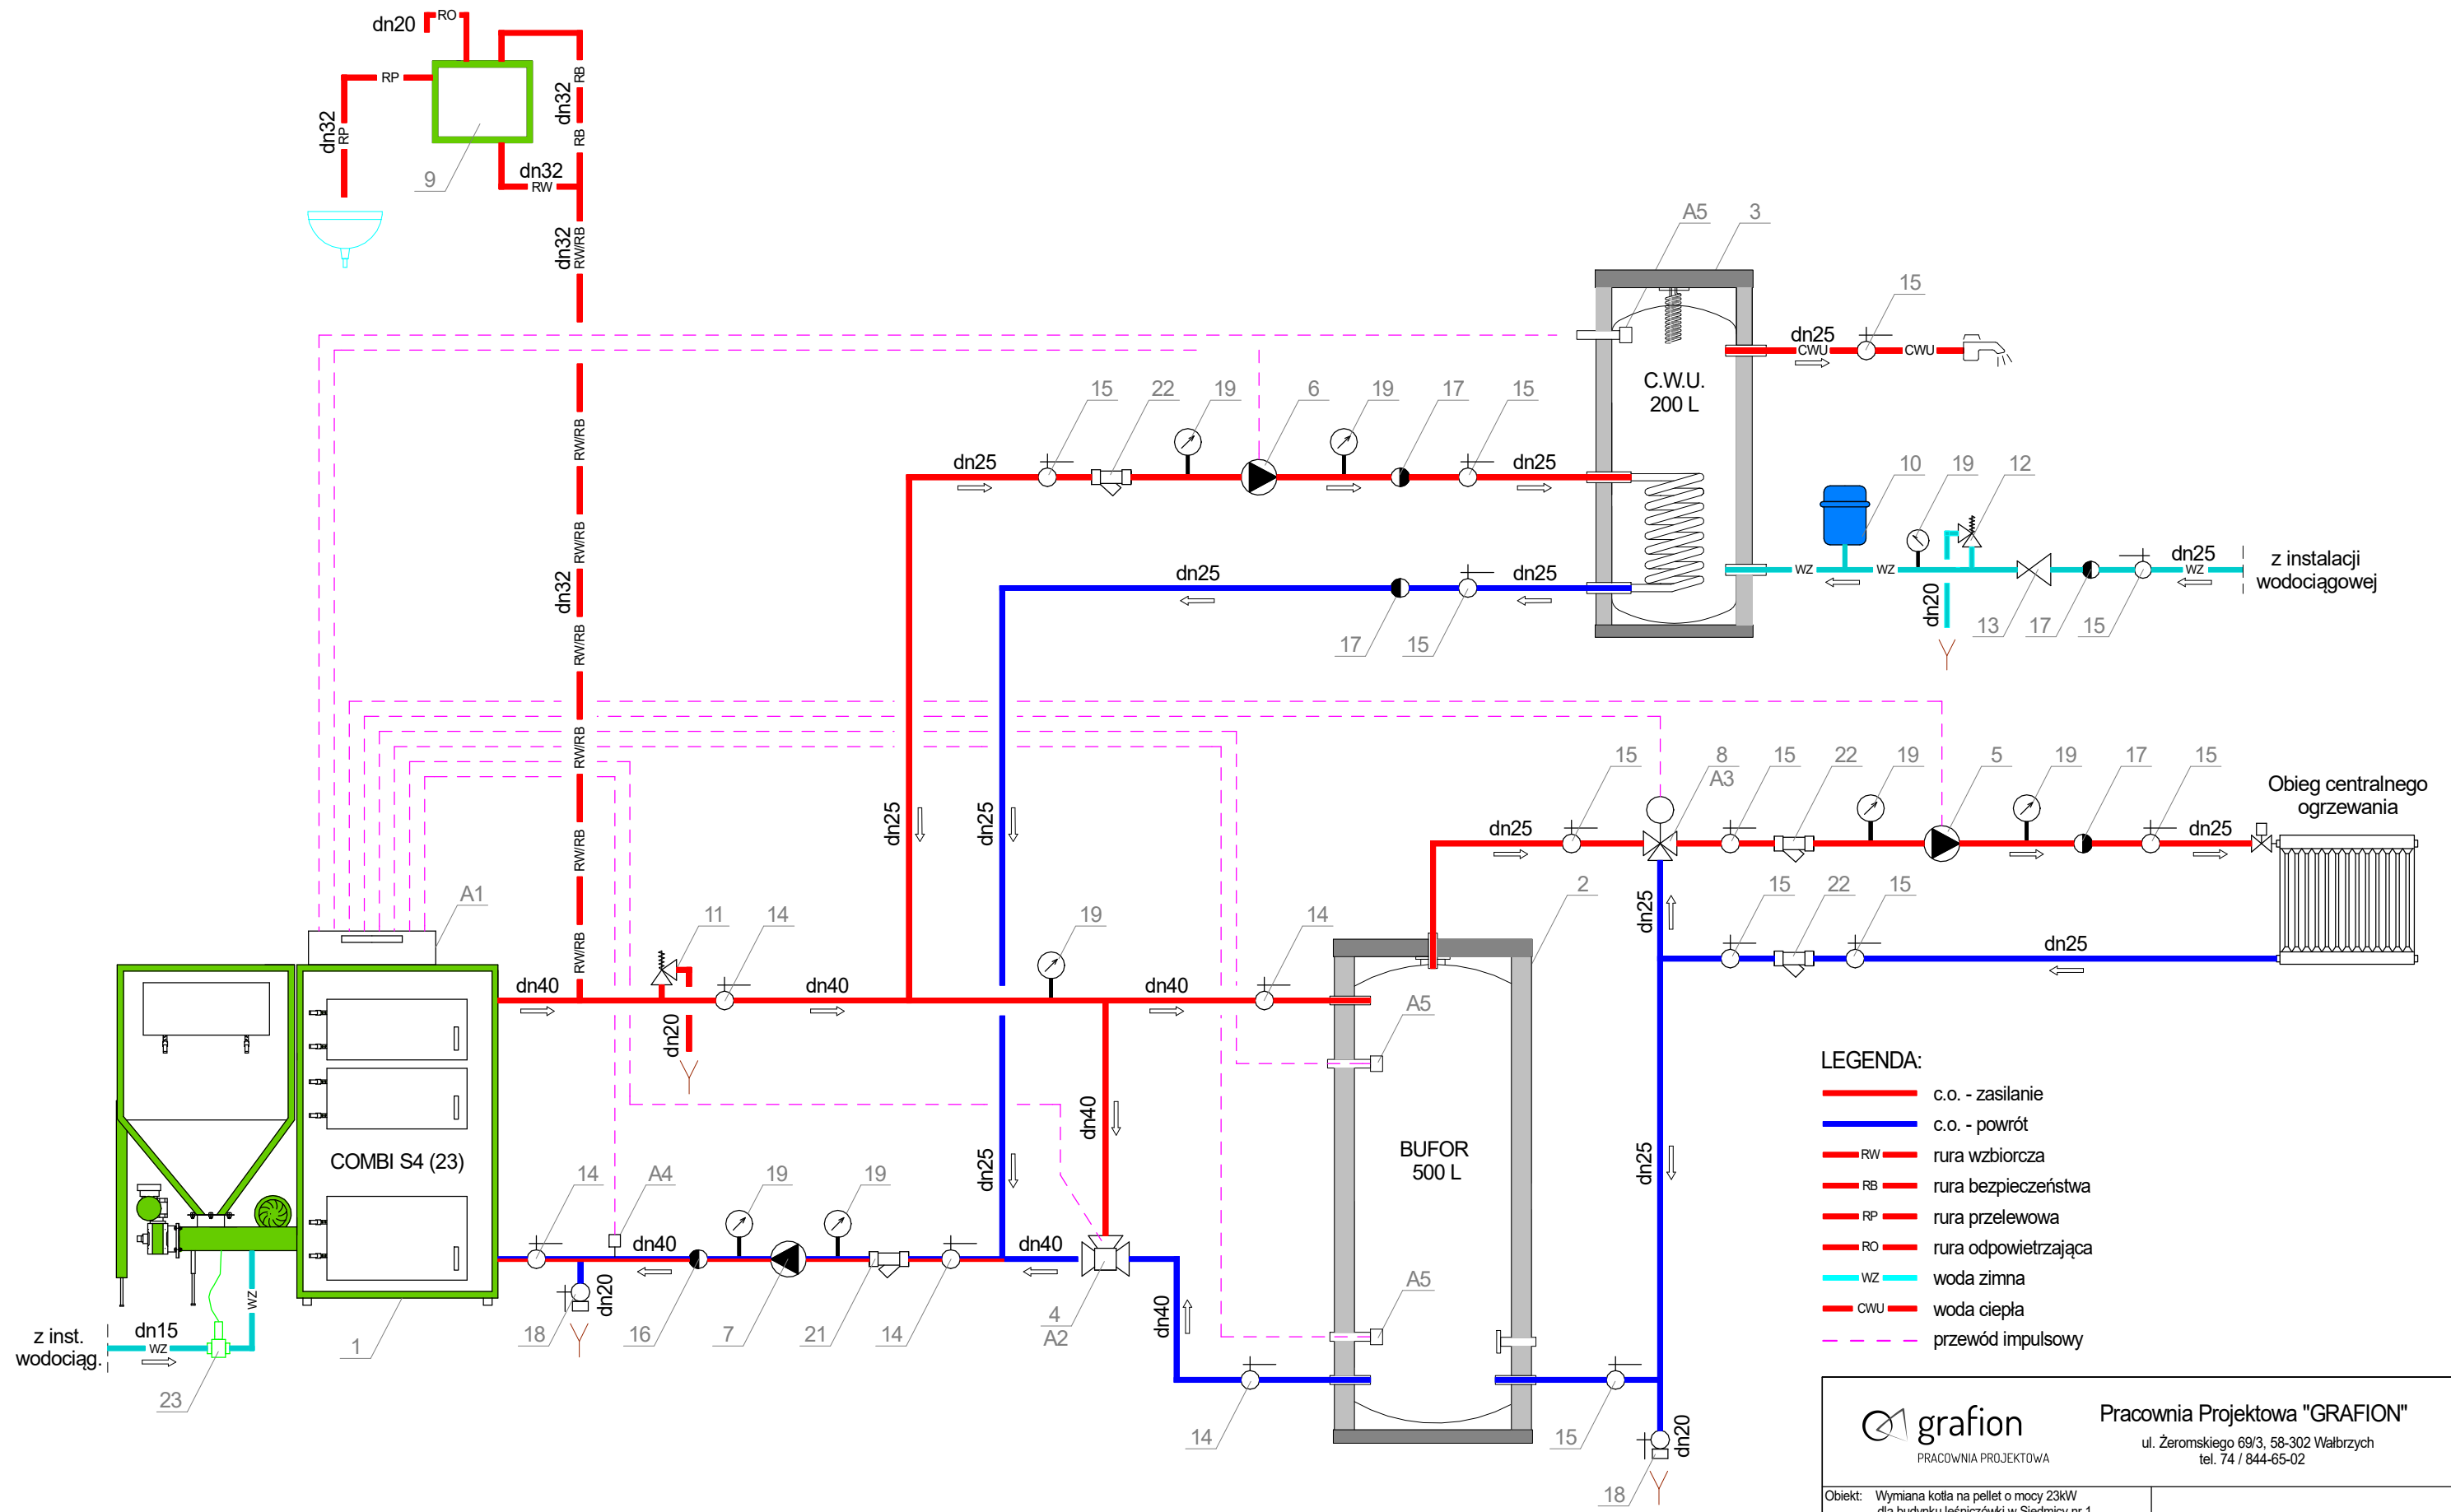 dn20
RO
RP
dn32
RB
RB
dn32
RP
9
dn32
RW
dn32
RW/RB
A5
3
15
dn25
CWU
CWU
C.W.U.
200 L
15
22
19
6
19
17
15
dn25
dn25
RW/RB
10
19
12
RW/RB
dn32
dn25
dn25
WZ
WZ
dn25
WZ
z instalacji
wodociągowej
dn20
17
15
13
17
15
RW/RB
RW/RB
15
8
A3
15
22
19
5
19
17
15
Obieg centralnego
ogrzewania
dn25
dn25
dn25
dn25
RW/RB
A1
11
14
19
14
2
15
22
15
dn25
dn25
RW/RB
dn40
dn40
dn40
dn20
A5
LEGENDA:
c.o. - zasilanie
c.o. - powrót
RW rura wzbiorcza
RB rura bezpieczeństwa
RP rura przelewowa
RO rura odpowietrzająca
WZ woda zimna
CWU woda ciepła
przewód impulsowy
dn40
COMBI S4 (23)
BUFOR
500 L
dn25
dn25
14
A4
19
19
dn40
dn40
A5
WZ
dn20
dn40
4
A2
18
16
7
21
14
1
z inst.
wodociąg.
dn15
WZ
23
14
15
dn20
18
grafion
PRACOWNIA PROJEKTOWA
Pracownia Projektowa "GRAFION"
ul. Żeromskiego 69/3, 58-302 Wałbrzych
tel. 74 / 844-65-02
Obiekt: Wymiana kotła na pellet o mocy 23kW
dla budynku leśniczówki w Siedmicy nr 1